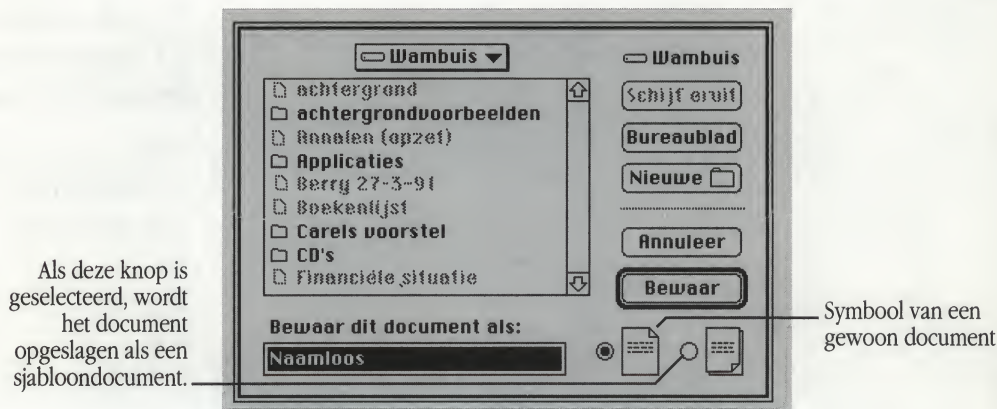 Wambuis
Wambuis
achtergrond
achtergrondvoorbeelden
Annalen (opzet)
Applicaties
Berry 27-3-91
Boekenlijst
Carels voorstel
CD's
Financiële situatie
Schijf eruit
Bureaublad
Nieuwe
Annuleer
Bewaar
Bewaar dit document als:
Naamloos
Als deze knop is
geselecteerd, wordt
het document
opgeslagen als een
sjabloondocument.
Symbool van een
gewoon document